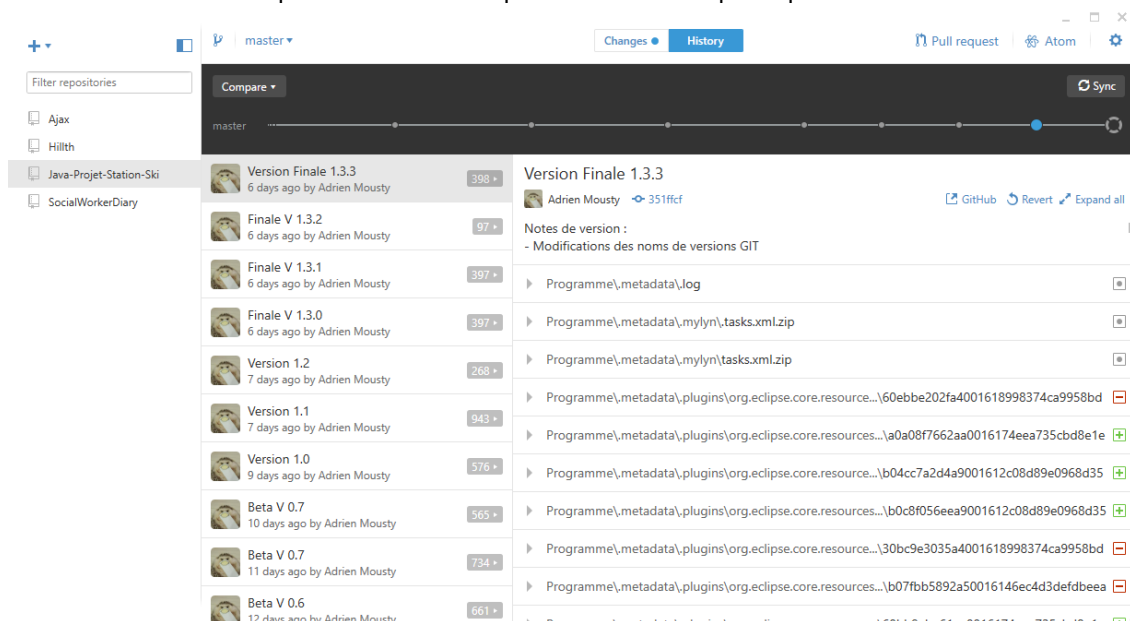 master
Changes
History
Pull request
Atom
Filter repositories
Ajax
Hillth
Java-Projet-Station-Ski
SocialWorkerDiary
Compare
Sync
master
Version Finale 1.3.3
6 days ago by Adrien Mousty
398
Finale V 1.3.2
6 days ago by Adrien Mousty
97
Finale V 1.3.1
6 days ago by Adrien Mousty
397
Finale V 1.3.0
6 days ago by Adrien Mousty
397
Version 1.2
7 days ago by Adrien Mousty
268
Version 1.1
7 days ago by Adrien Mousty
943
Version 1.0
9 days ago by Adrien Mousty
576
Beta V 0.7
10 days ago by Adrien Mousty
565
Beta V 0.7
11 days ago by Adrien Mousty
734
Beta V 0.6
12 days ago by Adrien Mousty
661
Version Finale 1.3.3
Adrien Mousty 351ffcf
GitHub Revert Expand all
Notes de version :
- Modifications des noms de versions GIT
Programme\.metadata\.log
Programme\.metadata\.mylyn\.tasks.xml.zip
Programme\.metadata\.mylyn\tasks.xml.zip
Programme\.metadata\.plugins\org.eclipse.core.resource...\60ebbe202fa4001618998374ca9958bd
Programme\.metadata\.plugins\org.eclipse.core.resources...\a0a08f7662aa0016174eea735cbd8e1e
Programme\.metadata\.plugins\org.eclipse.core.resources...\b04cc7a2d4a9001612c08d89e0968d35
Programme\.metadata\.plugins\org.eclipse.core.resources...\b0c8f056eea9001612c08d89e0968d35
Programme\.metadata\.plugins\org.eclipse.core.resource...\30bc9e3035a4001618998374ca9958bd
Programme\.metadata\.plugins\org.eclipse.core.resources...\b07fbb5892a50016146ec4d3defdbeea